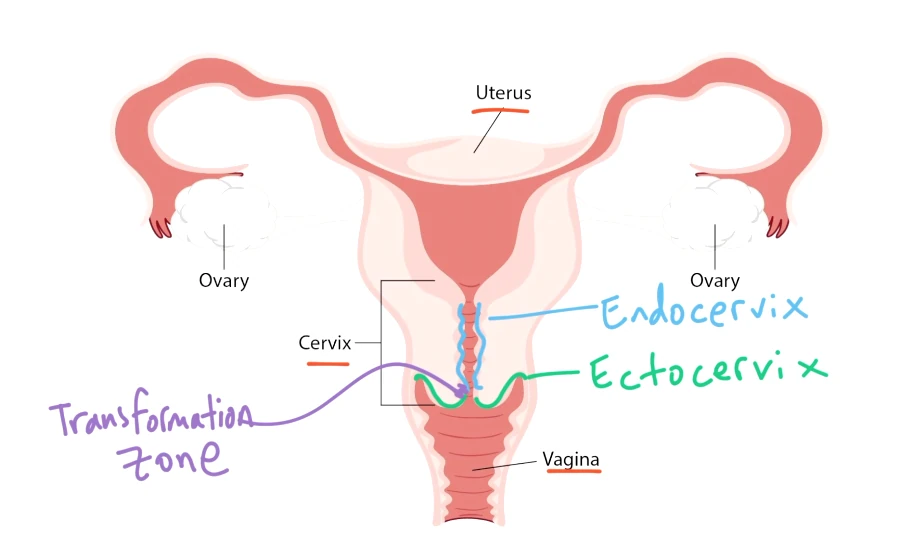 Uterus
Ovary
Ovary
Endocervix
Cervix
Ectocervix
Transformation
Zone
Vagina